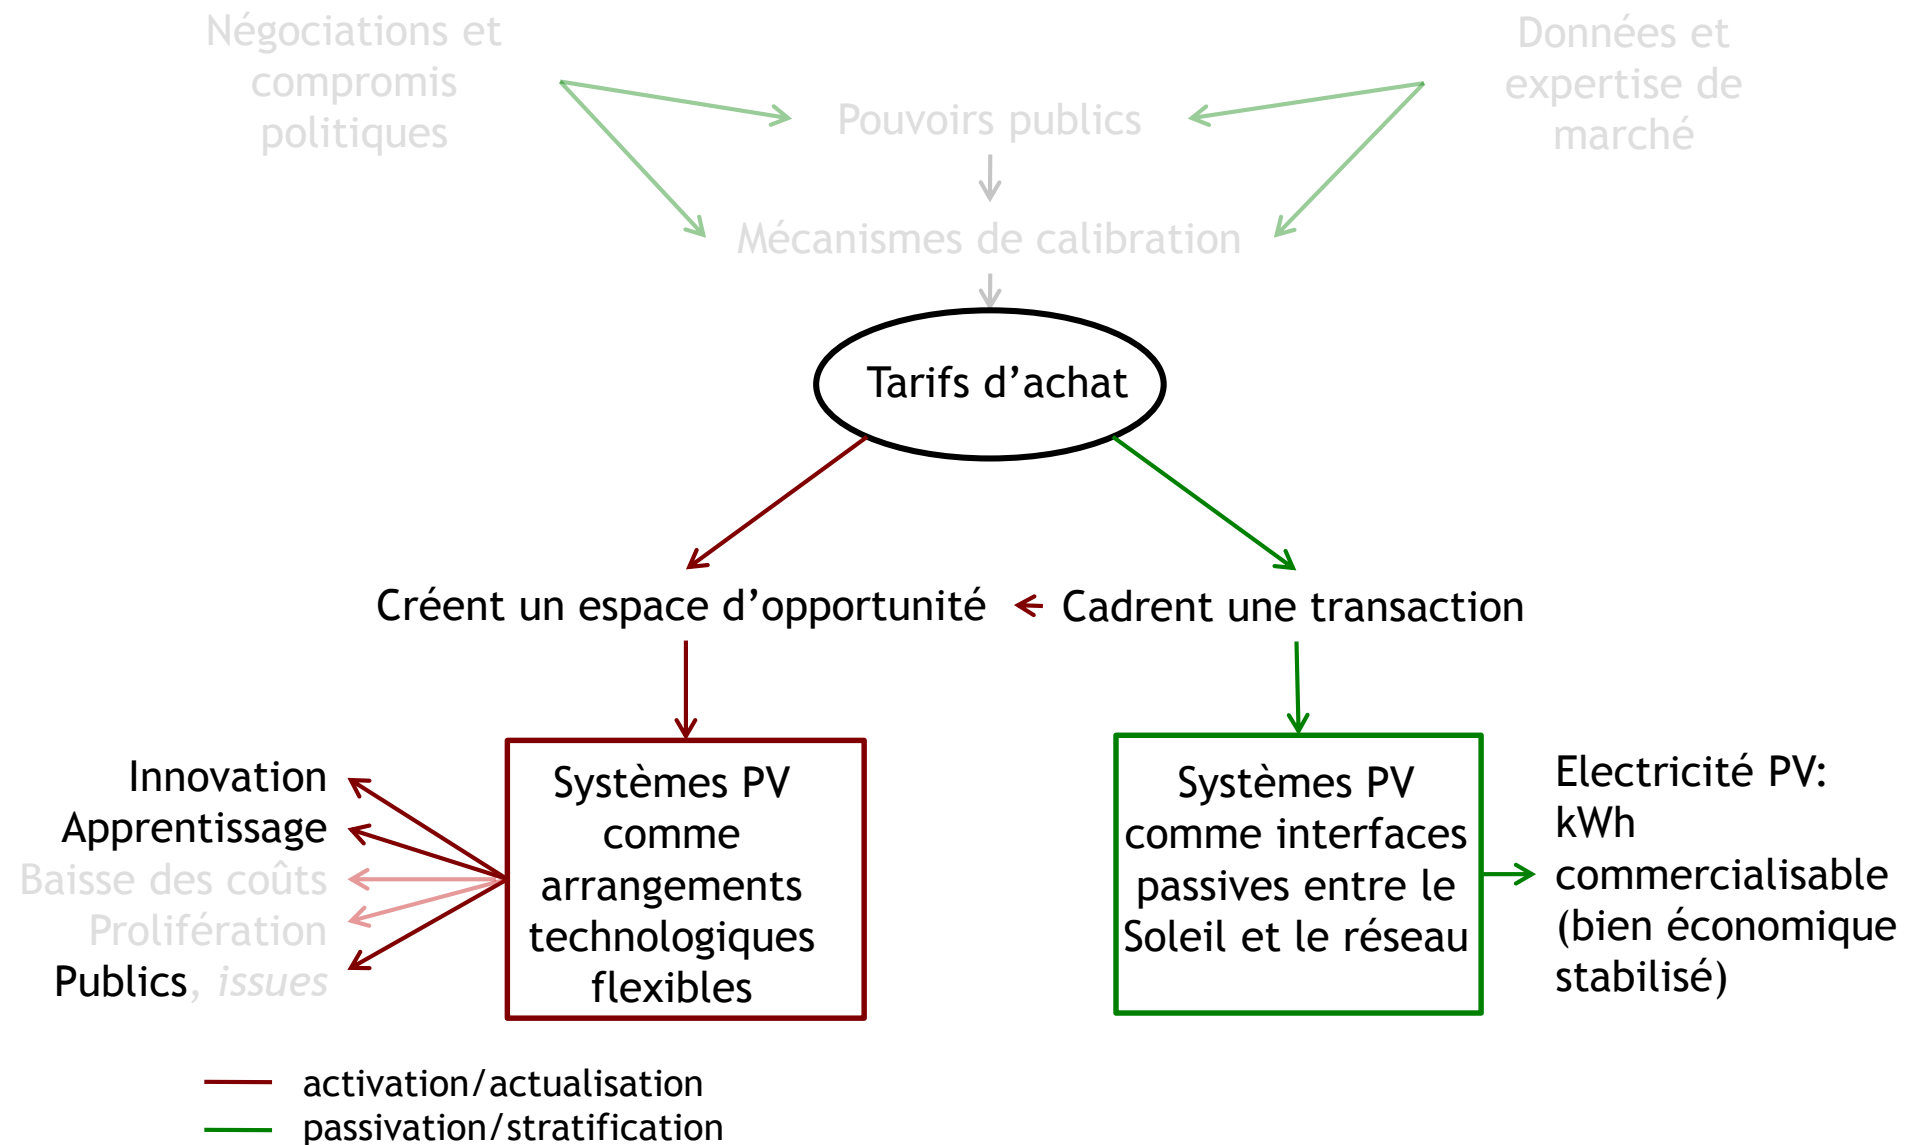 Négociations et
compromis
politiques
Données et
expertise de
marché
Pouvoirs publics
Mécanismes de calibration
Tarifs d’achat
Créent un espace d’opportunité
Cadrent une transaction
Innovation
Apprentissage
Baisse des coûts
Prolifération
Publics, issues
Systèmes PV
comme
arrangements
technologiques
flexibles
Systèmes PV
comme interfaces
passives entre le
Soleil et le réseau
Electricité PV:
kWh
commercialisable
(bien économique
stabilisé)
activation/actualisation
passivation/stratification